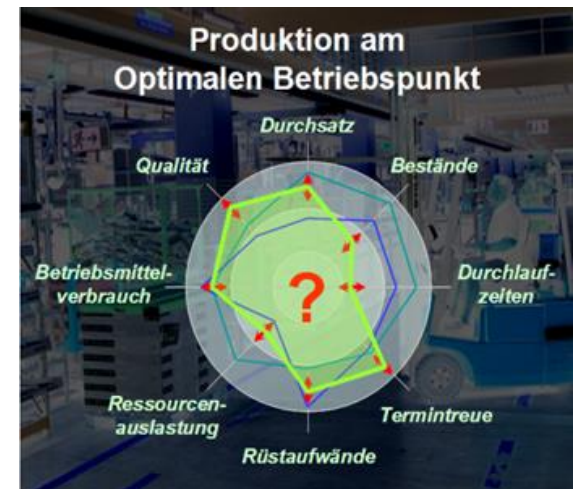 Produktion am
Optimalen Betriebspunkt
Durchsatz
Qualität
Bestände
Betriebsmittel-
verbrauch
Durchlauf-
zeiten
?
Ressourcen-
auslastung
Termintreue
Rüstaufwände